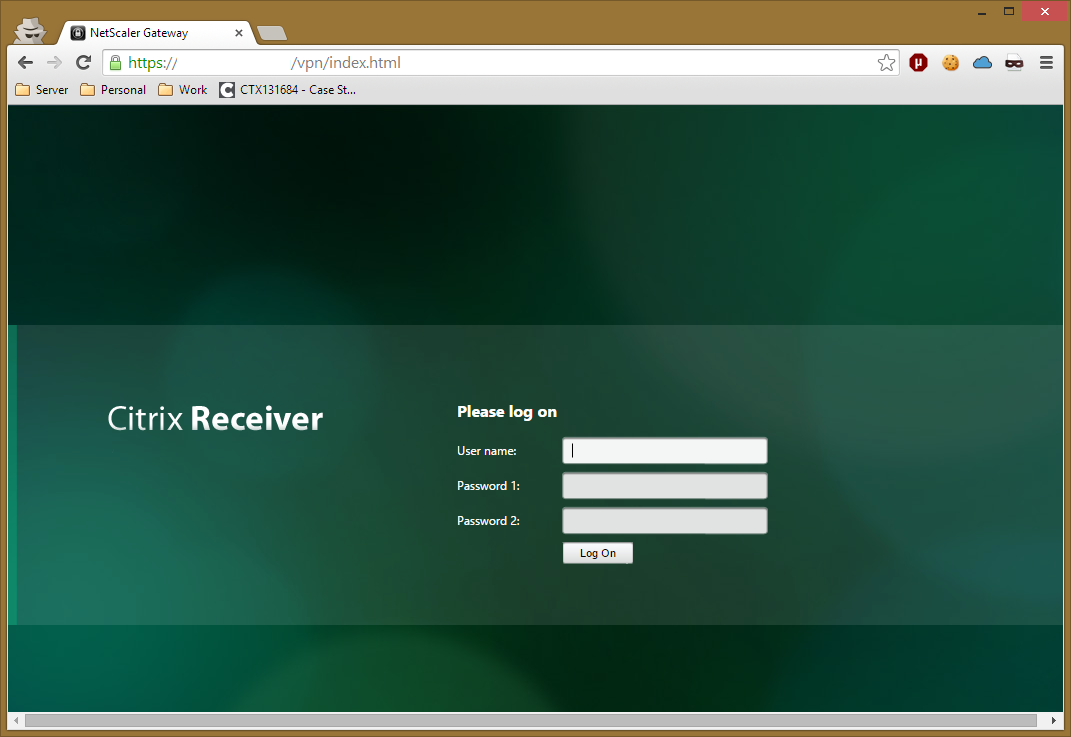 NetScaler Gateway
https:// /vpn/index.html
Server Personal Work CTX131684 - Case St...
Citrix Receiver
Please log on
User name:
Password 1:
Password 2:
Log On